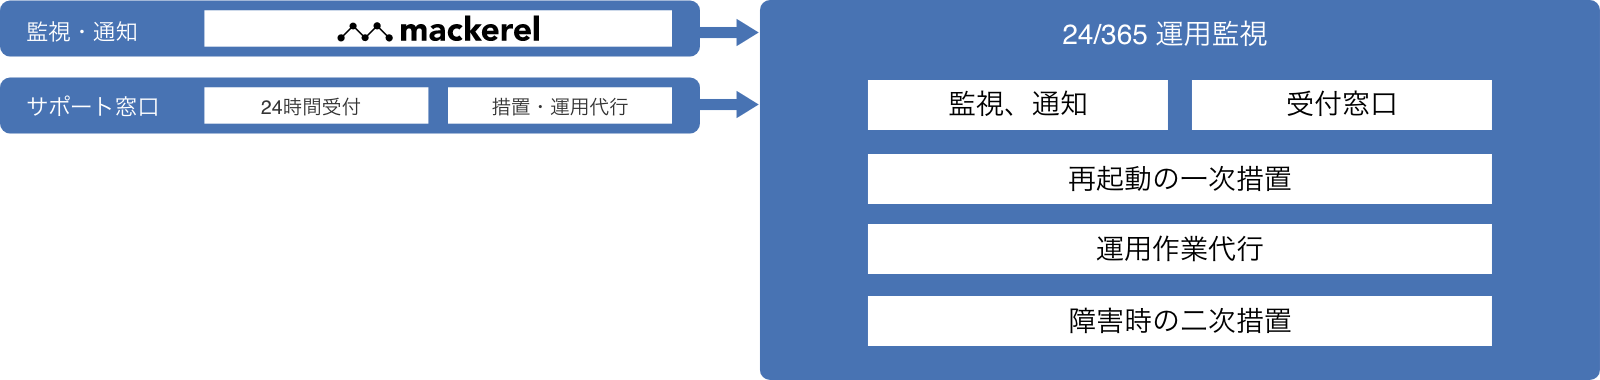 監視・通知
mackerel
サポート窓口
24時間受付
措置・運用代行
24/365 運用監視
監視、通知
受付窓口
再起動の一次措置
運用作業代行
障害時の二次措置